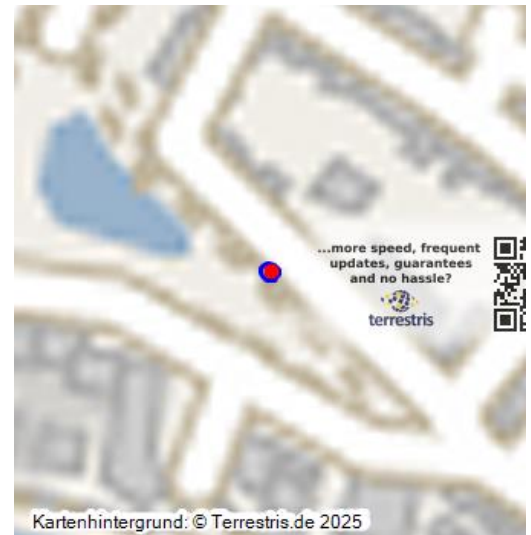 ...more speed, frequent
updates, guarantees
and no hassle?
terrestris
Kartenhintergrund: © Terrestris.de 2025